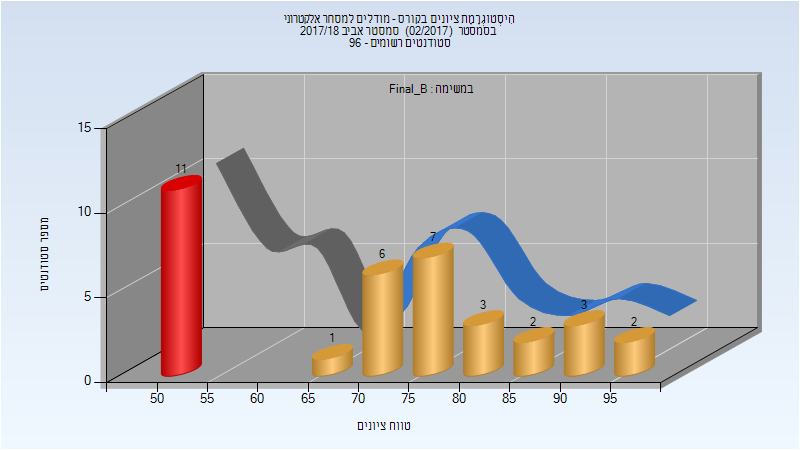 היסטוגרמת ציונים בקורס - מודלים למסחר אלקטרוני
בסמסטר (02/2017) סמסטר אביב 2017/18
סטודנטים רשומים - 96
במשימה : Final_B
15
10
5
0
מספר סטודנטים
11
1
6
7
3
2
3
2
50 55 60 65 70 75 80 85 90 95
טווח ציונים